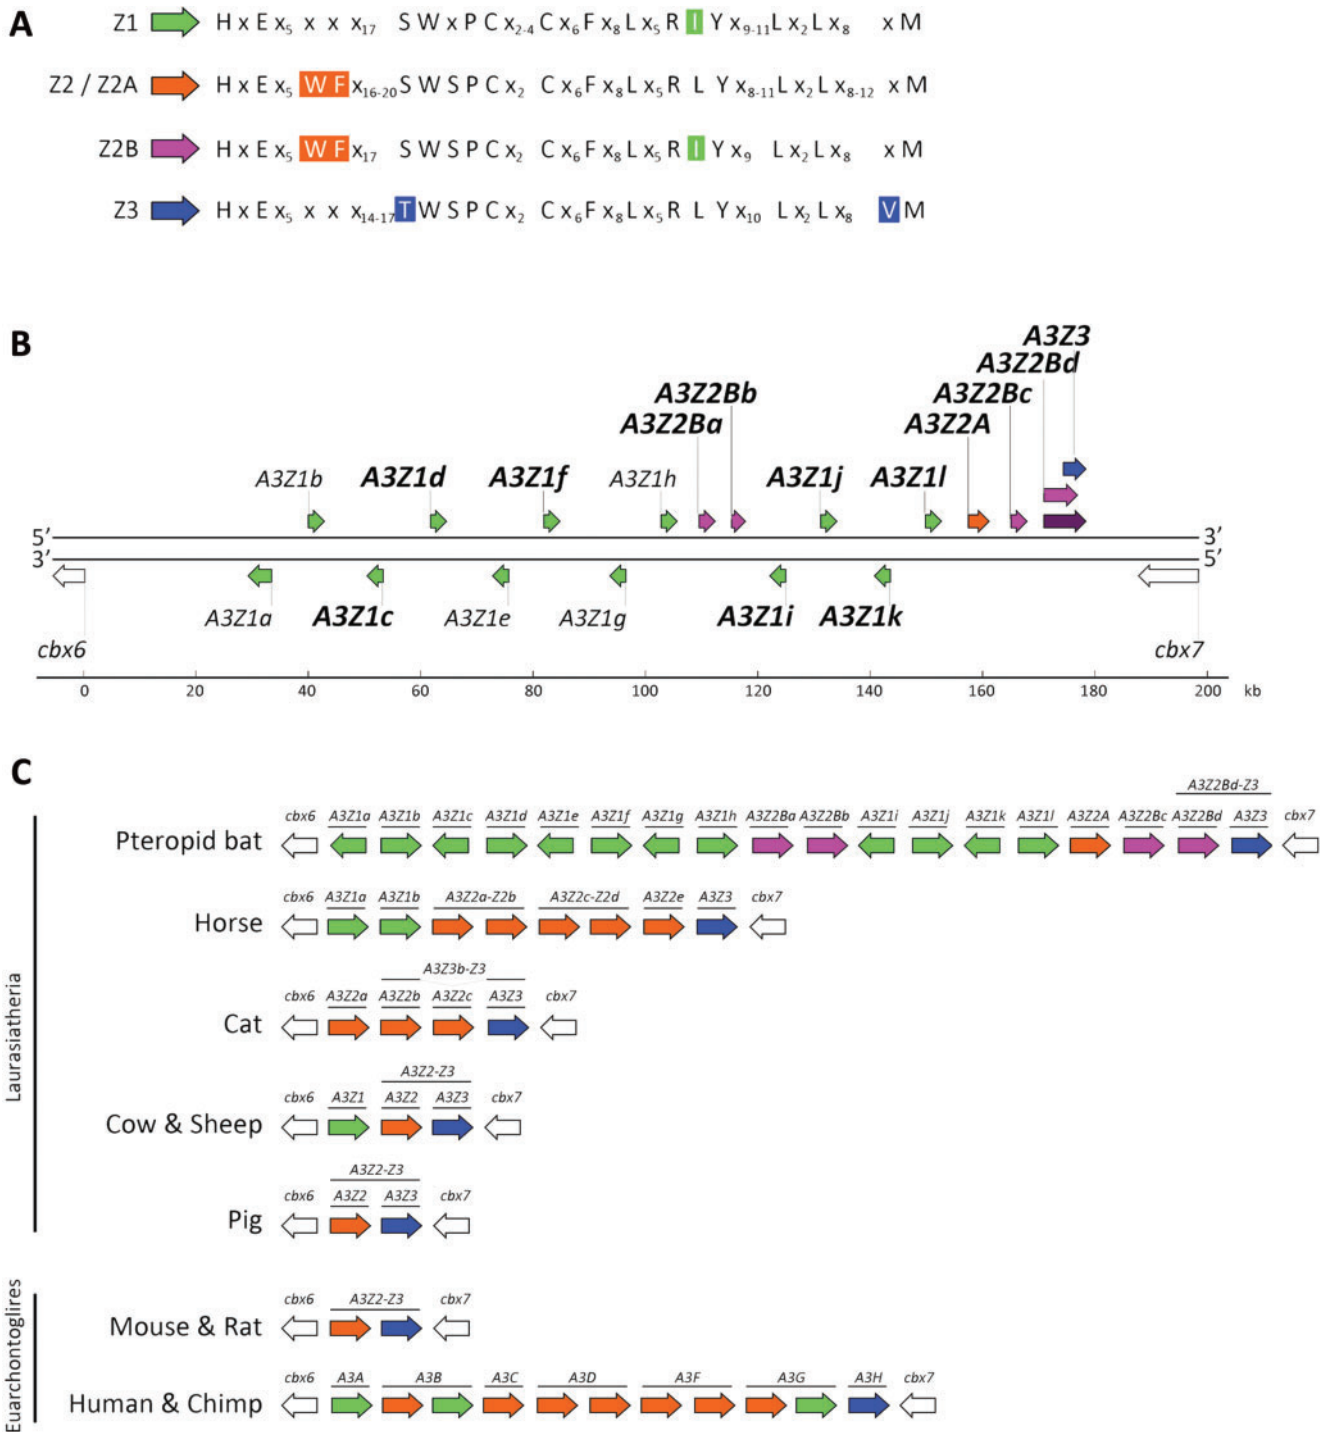 A
Z1 H x E x5 x x x17 S W x P C x2-4 C x6 F x8 L x5 R I Y x9-11 L x2 L x8 x M
Z2 / Z2A H x E x5 W F x16-20 S W S P C x2 C x6 F x8 L x5 R L Y x8-11 L x2 L x8-12 x M
Z2B H x E x5 W F x17 S W S P C x2 C x6 F x8 L x5 R I Y x9 L x2 L x8 x M
Z3 H x E x5 x x x14-17 T W S P C x2 C x6 F x8 L x5 R L Y x10 L x2 L x8 V M
B
A3Z3
A3Z2Bd
A3Z2Bb A3Z2Bc
A3Z2Ba A3Z2A
A3Z1b A3Z1d A3Z1f A3Z1h A3Z1j A3Z1l
5’ 3’
3’ 5’
A3Z1a A3Z1c A3Z1e A3Z1g A3Z1i A3Z1k
cbx6 cbx7
0 20 40 60 80 100 120 140 160 180 200 kb
C
Laurasiatheria
A3Z2Bd-Z3
cbx6 A3Z1a A3Z1b A3Z1c A3Z1d A3Z1e A3Z1f A3Z1g A3Z1h A3Z2Ba A3Z2Bb A3Z1i A3Z1j A3Z1k A3Z1l A3Z2A A3Z2Bc A3Z2Bd A3Z3 cbx7
Pteropid bat
cbx6 A3Z1a A3Z1b A3Z2a-Z2b A3Z2c-Z2d A3Z2e A3Z3 cbx7
Horse
A3Z3b-Z3
cbx6 A3Z2a A3Z2b A3Z2c A3Z3 cbx7
Cat
A3Z2-Z3
cbx6 A3Z1 A3Z2 A3Z3 cbx7
Cow & Sheep
A3Z2-Z3
cbx6 A3Z2 A3Z3 cbx7
Pig
Euarchontoglires
cbx6 A3Z2-Z3 cbx7
Mouse & Rat
cbx6 A3A A3B A3C A3D A3F A3G A3H cbx7
Human & Chimp